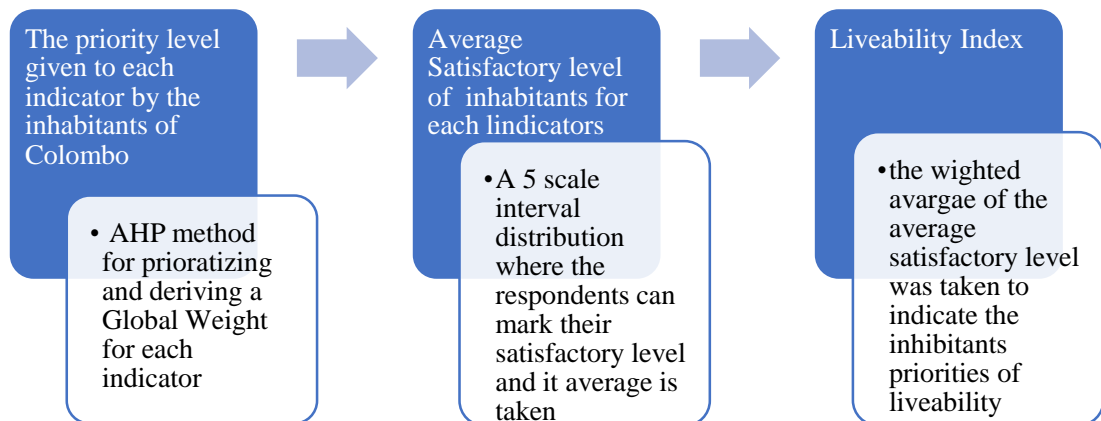 The priority level
given to each
indicator by the
inhabitants of
Colombo
• AHP method
for prioratizing
and deriving a
Global Weight
for each
indicator
Average
Satisfactory level
of inhabitants for
each lindicators
•A 5 scale
interval
distribution
where the
respondents can
mark their
satisfactory level
and it average is
taken
Liveability Index
•the wighted
avargae of the
average
satisfactory level
was taken to
indicate the
inhibitants
priorities of
liveability